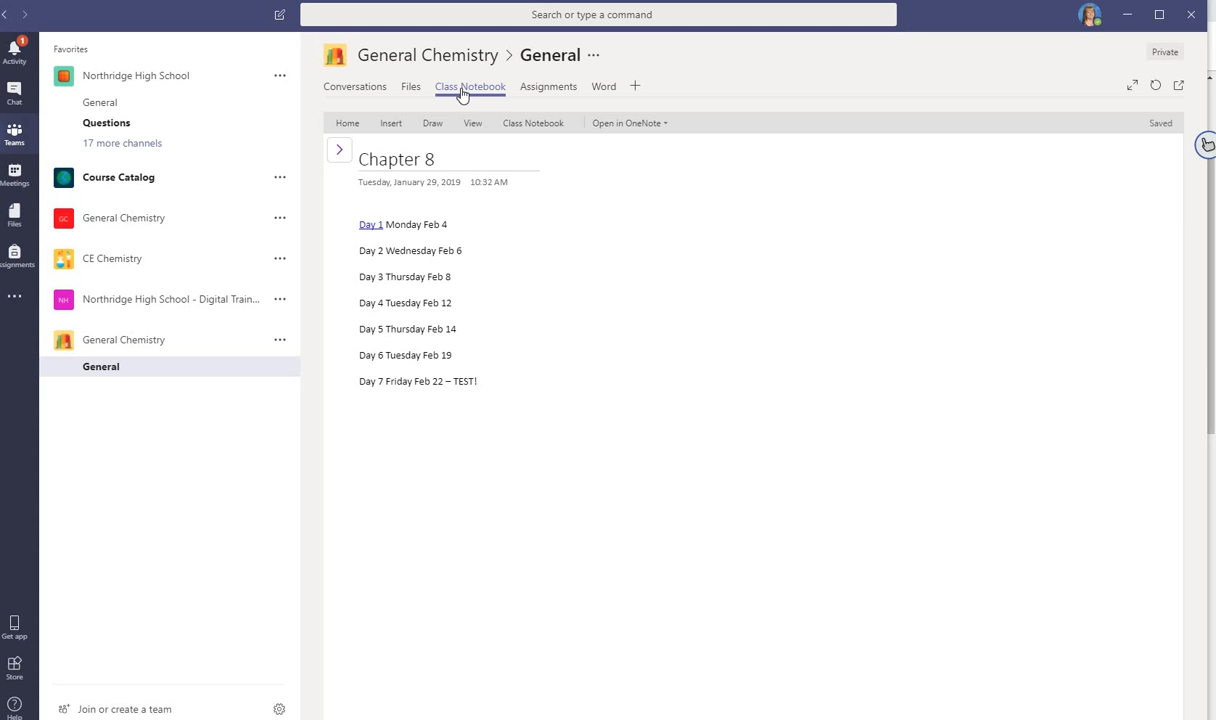 Search or type a command
1
Activity
Chat
Teams
Meetings
Files
ssignments
Get app
Store
Help
Favorites
Northridge High School
General
Questions
17 more channels
Course Catalog
GC
General Chemistry
CE Chemistry
NH
Northridge High School - Digital Train...
General Chemistry
General
Join or create a team
General Chemistry > General
Private
Conversations Files Class Notebook Assignments Word
Home Insert Draw View Class Notebook Open in OneNote Saved
Chapter 8
Tuesday, January 29, 2019 10:32 AM
Day 1 Monday Feb 4
Day 2 Wednesday Feb 6
Day 3 Thursday Feb 8
Day 4 Tuesday Feb 12
Day 5 Thursday Feb 14
Day 6 Tuesday Feb 19
Day 7 Friday Feb 22 – TEST!